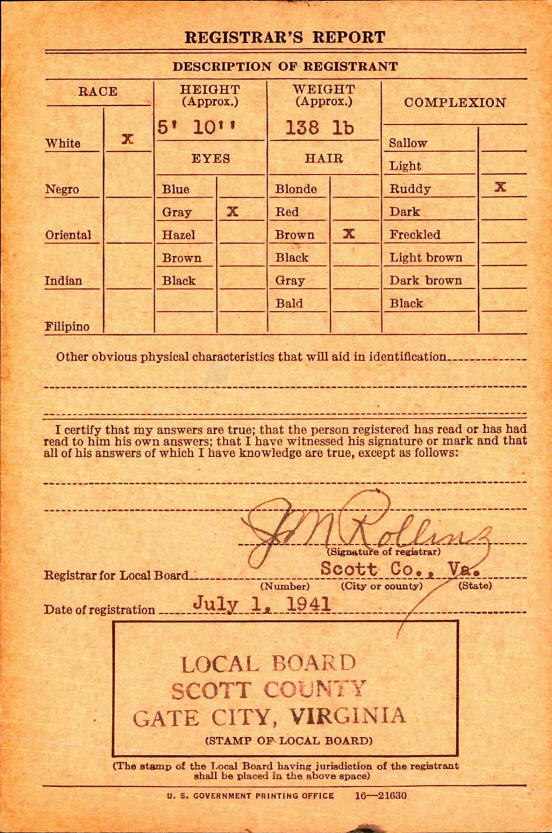 REGISTRAR'S REPORT
DESCRIPTION OF REGISTRANT
RACE
HEIGHT
(Approx.)
WEIGHT
(Approx.)
COMPLEXION
5' 10''
138 lb
White X
EYES
HAIR
Sallow
Light
Negro
Blue
Blonde
Ruddy X
Gray X
Red
Dark
Oriental
Hazel
Brown X
Freckled
Brown
Black
Light brown
Indian
Black
Gray
Dark brown
Bald
Black
Filipino
Other obvious physical characteristics that will aid in identification
I certify that my answers are true; that the person registered has read or has had
read to him his own answers; that I have witnessed his signature or mark and that
all of his answers of which I have knowledge are true, except as follows:
J M Rollins
(Signature of registrar)
Registrar for Local Board Scott Co., Va.
(Number) (City or county) (State)
Date of registration July 1, 1941
LOCAL BOARD
SCOTT COUNTY
GATE CITY, VIRGINIA
(STAMP OF LOCAL BOARD)
(The stamp of the Local Board having jurisdiction of the registrant
shall be placed in the above space)
U. S. GOVERNMENT PRINTING OFFICE 16—21630